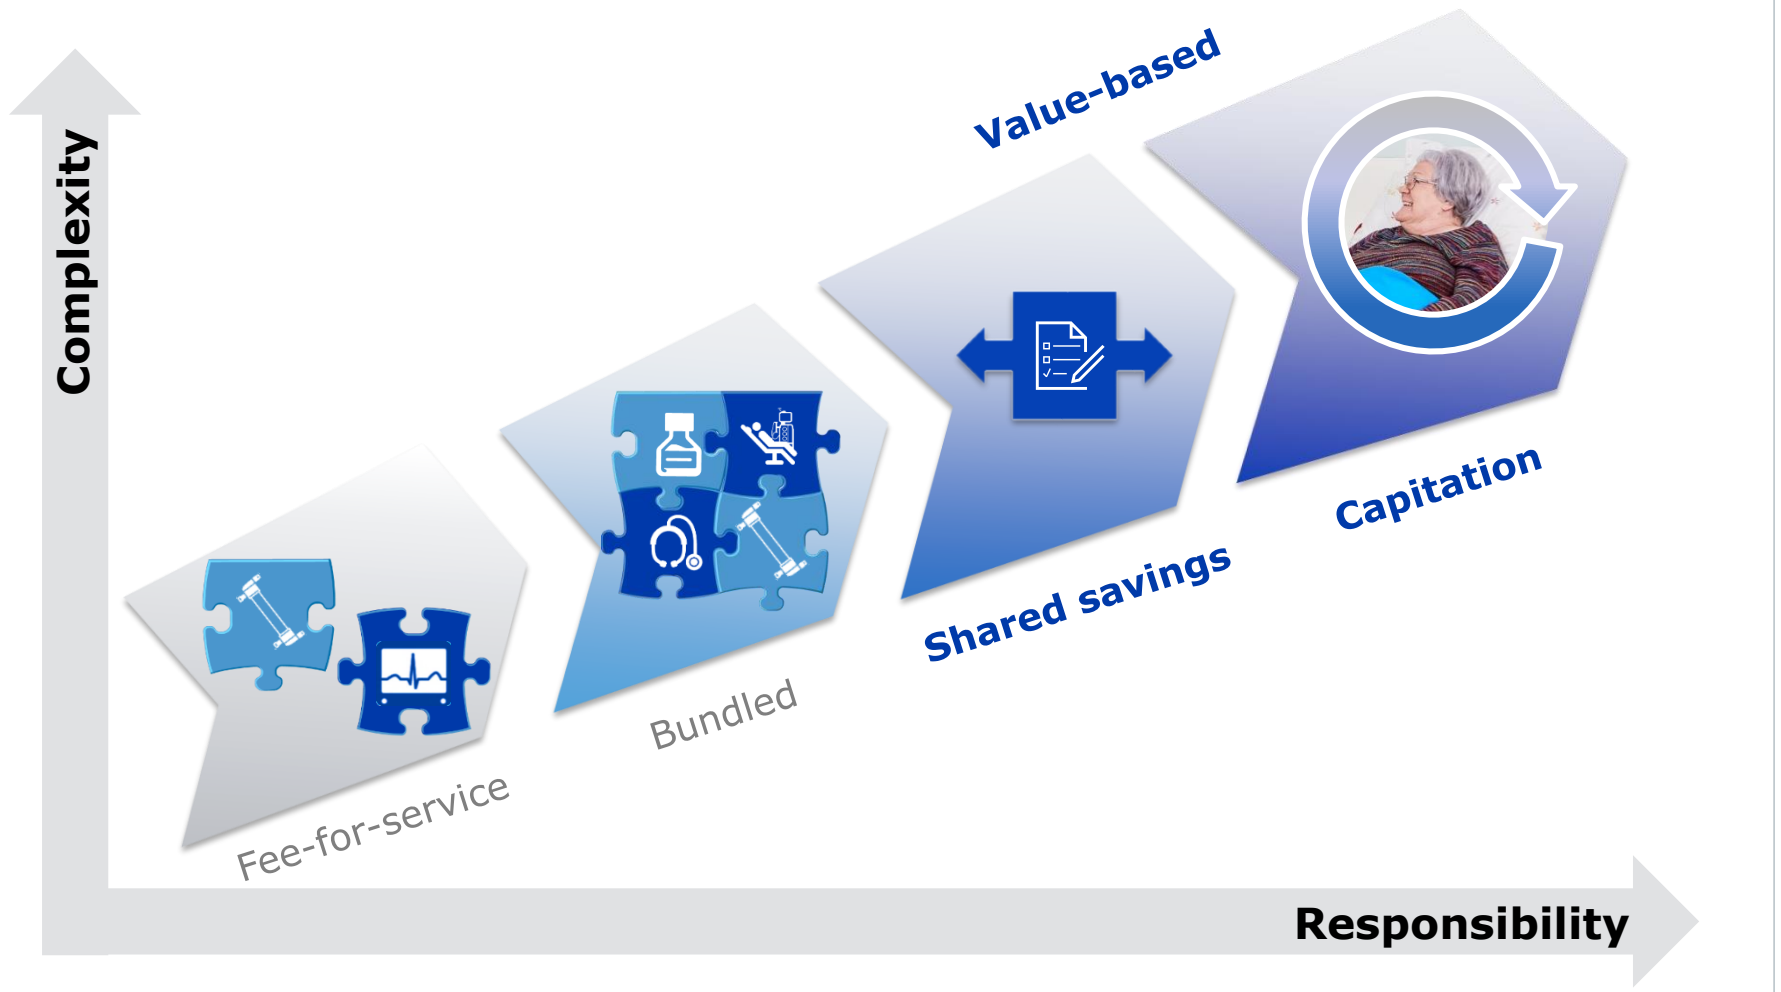 Complexity
Value-based
Capitation
Shared savings
Bundled
Fee-for-service
Responsibility